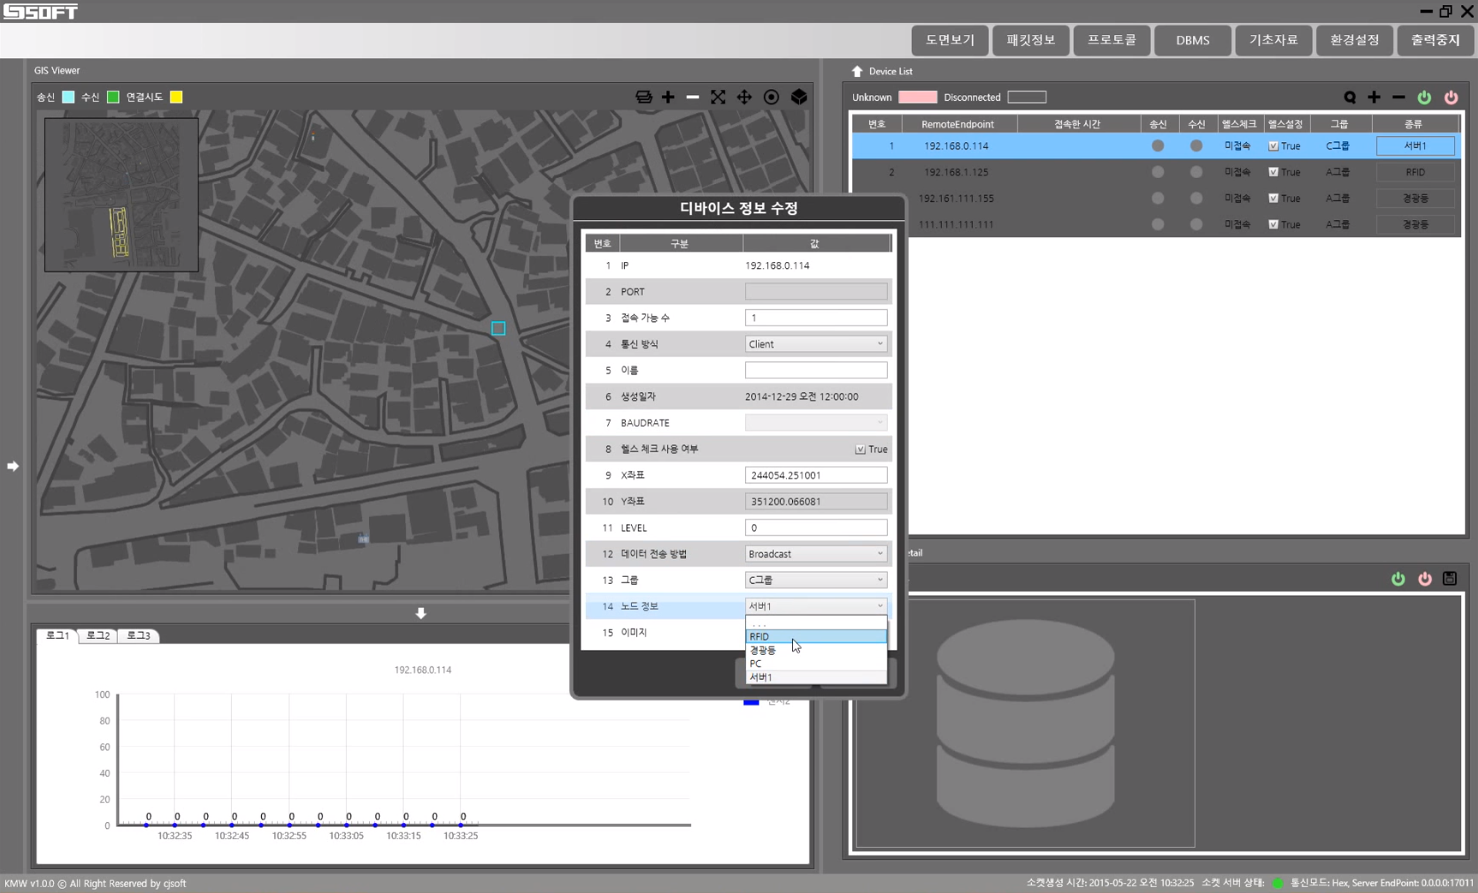 CJSOFT
도면보기 패킷정보 프로토콜 DBMS 기초자료 환경설정 출력중지
GIS Viewer
송신 수신 연결시도
Device List
Unknown Disconnected
번호 RemoteEndpoint 접속한 시간 송신 수신 헬스체크 헬스설정 그룹 종류
1 192.168.0.114 미접속 True C그룹 서버1
2 192.168.1.125 미접속 True A그룹 RFID
192.161.111.155 미접속 True A그룹 경광등
111.111.111.111 미접속 True A그룹 경광등
디바이스 정보 수정
번호 구분 값
1 IP 192.168.0.114
2 PORT
3 접속 가능 수 1
4 통신 방식 Client
5 이름
6 생성일자 2014-12-29 오전 12:00:00
7 BAUDRATE
8 헬스 체크 사용 여부 True
9 X좌표 244054.251001
10 Y좌표 351200.066081
11 LEVEL 0
12 데이터 전송 방법 Broadcast
13 그룹 C그룹
14 노드 정보 서버1
15 이미지
...
RFID
경광등
PC
서버1
etail
로그1 로그2 로그3
192.168.0.114
100
80
60
40
20
0
0 0 0 0 0 0 0 0 0 0 0 0
10:32:35 10:32:45 10:32:55 10:33:05 10:33:15 10:33:25
KMW v1.0.0 © All Right Reserved by cjsoft
소켓생성 시간: 2015-05-22 오전 10:32:25 소켓 서버 상태: 통신모드: Hex, Server EndPoint: 0.0.0.0:17011